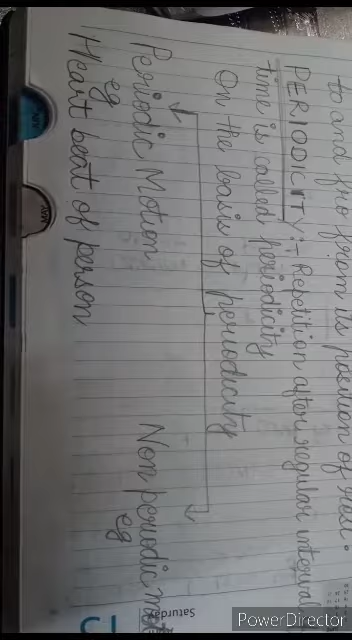 to and fro from its position of rest.
PERIODICITY :- Repetition after regular interval
time is called periodicity
On the basis of periodicity
Periodic Motion
Non periodic
eg
eg
Heart beat of person
Saturday
PowerDirector